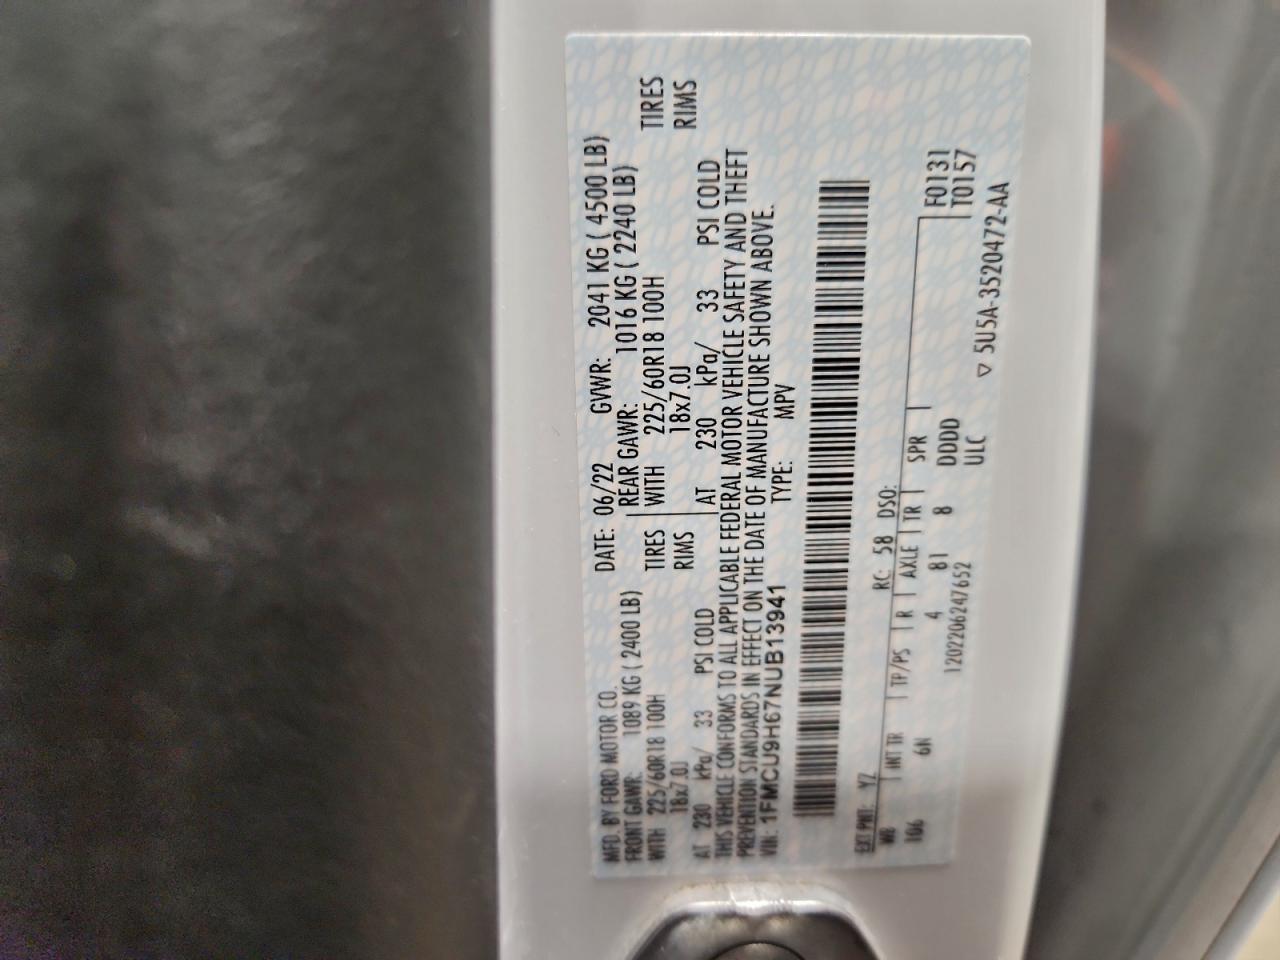 MFD. BY FORD MOTOR CO. DATE: 06/22 GVWR: 2041 KG ( 4500 LB)
FRONT GAWR: 1089 KG ( 2400 LB) REAR GAWR: 1016 KG ( 2240 LB)
WITH 225/60R18 100H TIRES WITH 225/60R18 100H TIRES
18x7.0J RIMS 18x7.0J RIMS
AT 230 kPa/ 33 PSI COLD AT 230 kPa/ 33 PSI COLD
THIS VEHICLE CONFORMS TO ALL APPLICABLE FEDERAL MOTOR VEHICLE SAFETY AND THEFT
PREVENTION STANDARDS IN EFFECT ON THE DATE OF MANUFACTURE SHOWN ABOVE.
VIN: 1FMCU9H67NUB13941 TYPE: MPV
EXT PNT: YZ RC: 58 DSO:
WB INT TR TP/PS R AXLE TR SPR F0131
106 6N 4 81 8 DDDD T0157
1202206247652 ULC
▽ 5U5A-3520472-AA